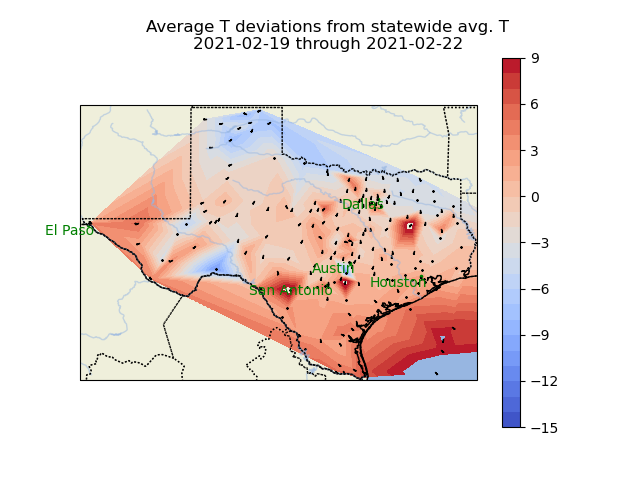 Average T deviations from statewide avg. T
2021-02-19 through 2021-02-22
9
6
3
0
−3
−6
−9
−12
−15
Dallas
El Paso
Austin
San Antonio
Houston